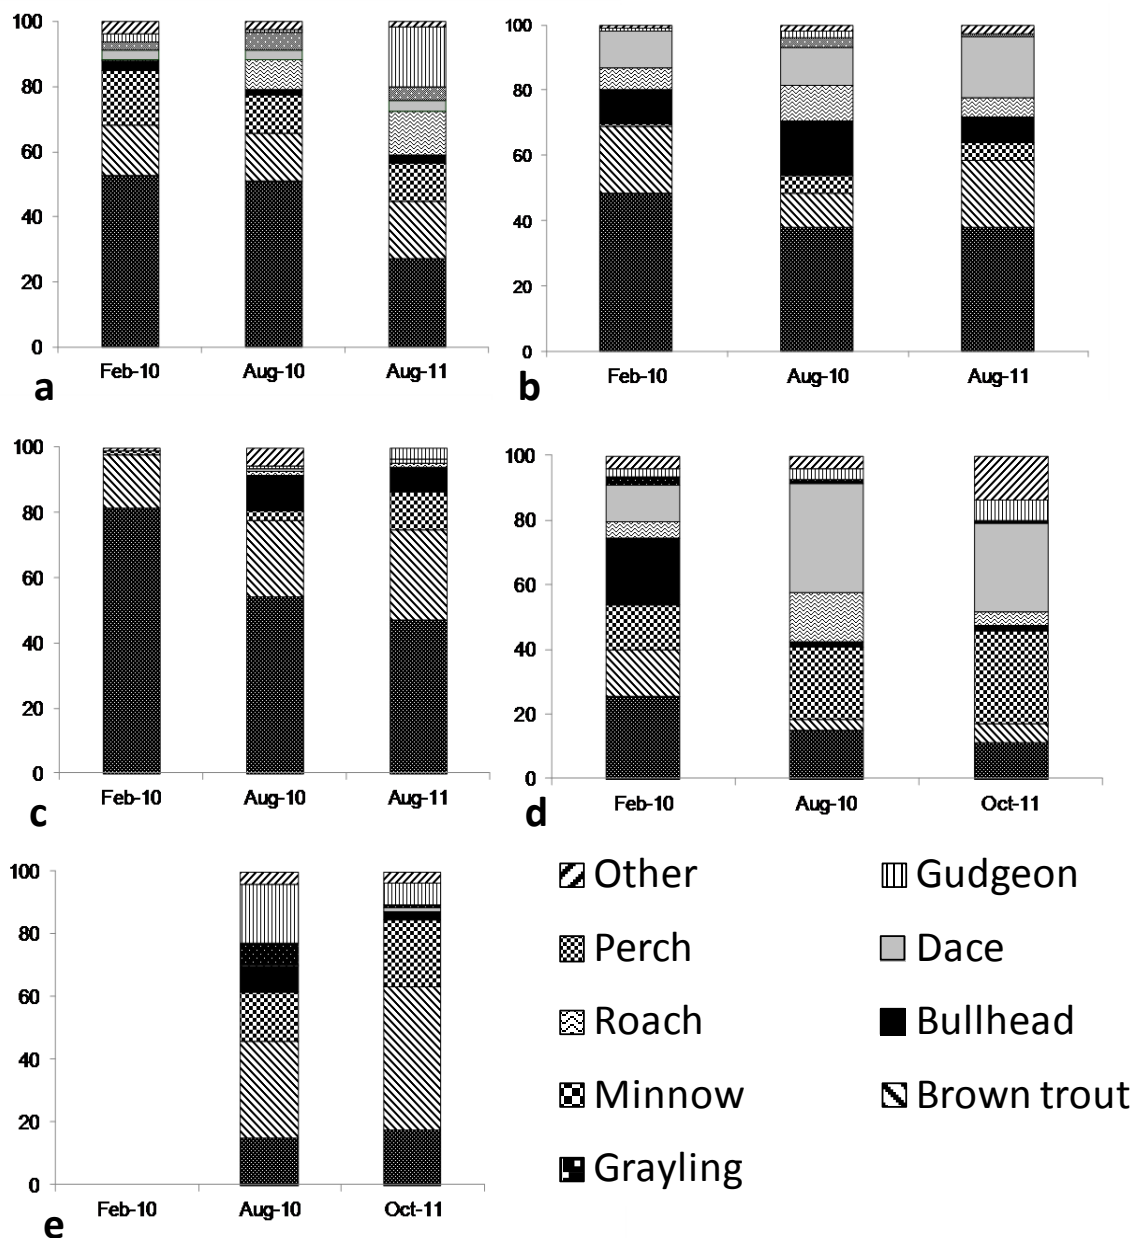 100
80
60
40
20
0
Feb-10 Aug-10 Aug-11
a
100
80
60
40
20
0
Feb-10 Aug-10 Aug-11
b
100
80
60
40
20
0
Feb-10 Aug-10 Aug-11
c
100
80
60
40
20
0
Feb-10 Aug-10 Oct-11
d
100
80
60
40
20
0
Feb-10 Aug-10 Oct-11
e
Other Gudgeon
Perch Dace
Roach Bullhead
Minnow Brown trout
Grayling